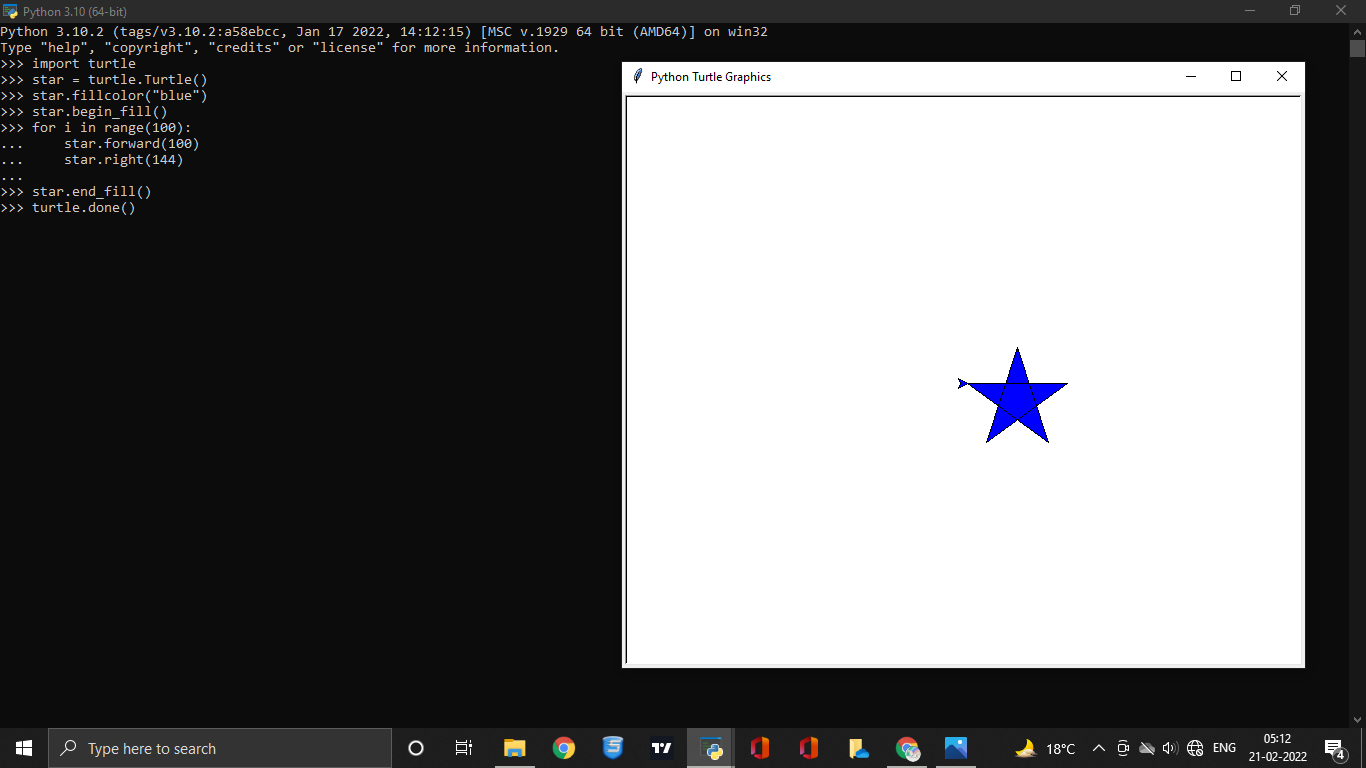 Python 3.10 (64-bit)
Python 3.10.2 (tags/v3.10.2:a58ebcc, Jan 17 2022, 14:12:15) [MSC v.1929 64 bit (AMD64)] on win32
Type "help", "copyright", "credits" or "license" for more information.
>>> import turtle
>>> star = turtle.Turtle()
>>> star.fillcolor("blue")
>>> star.begin_fill()
>>> for i in range(100):
...     star.forward(100)
...     star.right(144)
...
>>> star.end_fill()
>>> turtle.done()
Python Turtle Graphics
Type here to search
18°C
ENG
05:12
21-02-2022
4